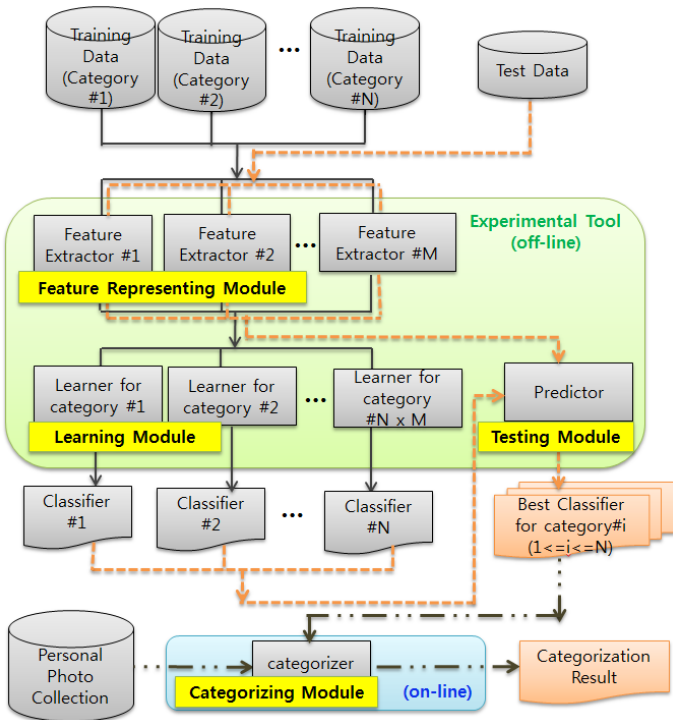 Training
Data
(Category
#1)
Training
Data
(Category
#2)
...
Training
Data
(Category
#N)
Test Data
Experimental Tool
(off-line)
Feature
Extractor #1
Feature
Extractor #2
...
Feature
Extractor #M
Feature Representing Module
Learner for
category #1
Learner for
category #2
...
Learner for
category
#N x M
Predictor
Learning Module
Testing Module
Classifier
#1
Classifier
#2
...
Classifier
#N
Best Classifier
for category#i
(1<=i<=N)
Personal
Photo
Collection
categorizer
Categorizing Module
(on-line)
Categorization
Result